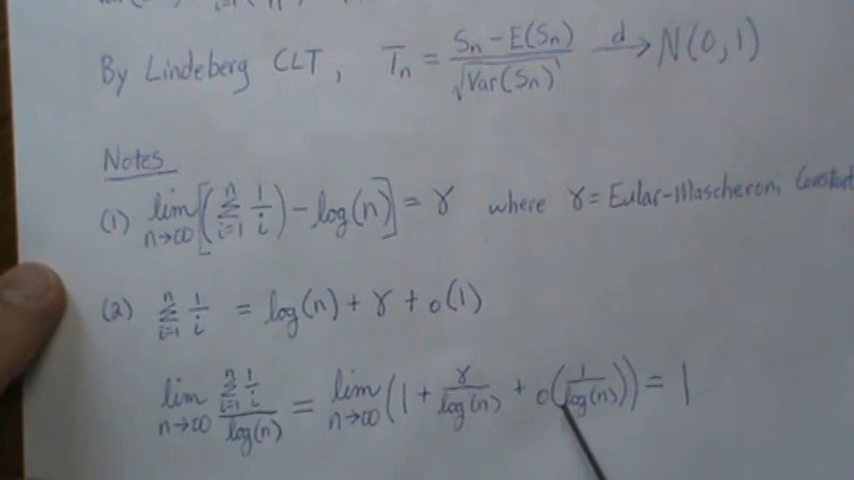 By Lindeberg CLT, Tₙ = (Sₙ - E(Sₙ)) / √Var(Sₙ) →ᵈ N(0,1)
Notes
(1) lim n→∞ [(Σ i=1 n 1/i) - log(n)] = γ where γ = Eular-Mascheroni Constant
(2) Σ i=1 n 1/i = log(n) + γ + o(1)
lim n→∞ (Σ i=1 n 1/i) / log(n) = lim n→∞ (1 + γ/log(n) + o(1/log(n))) = 1